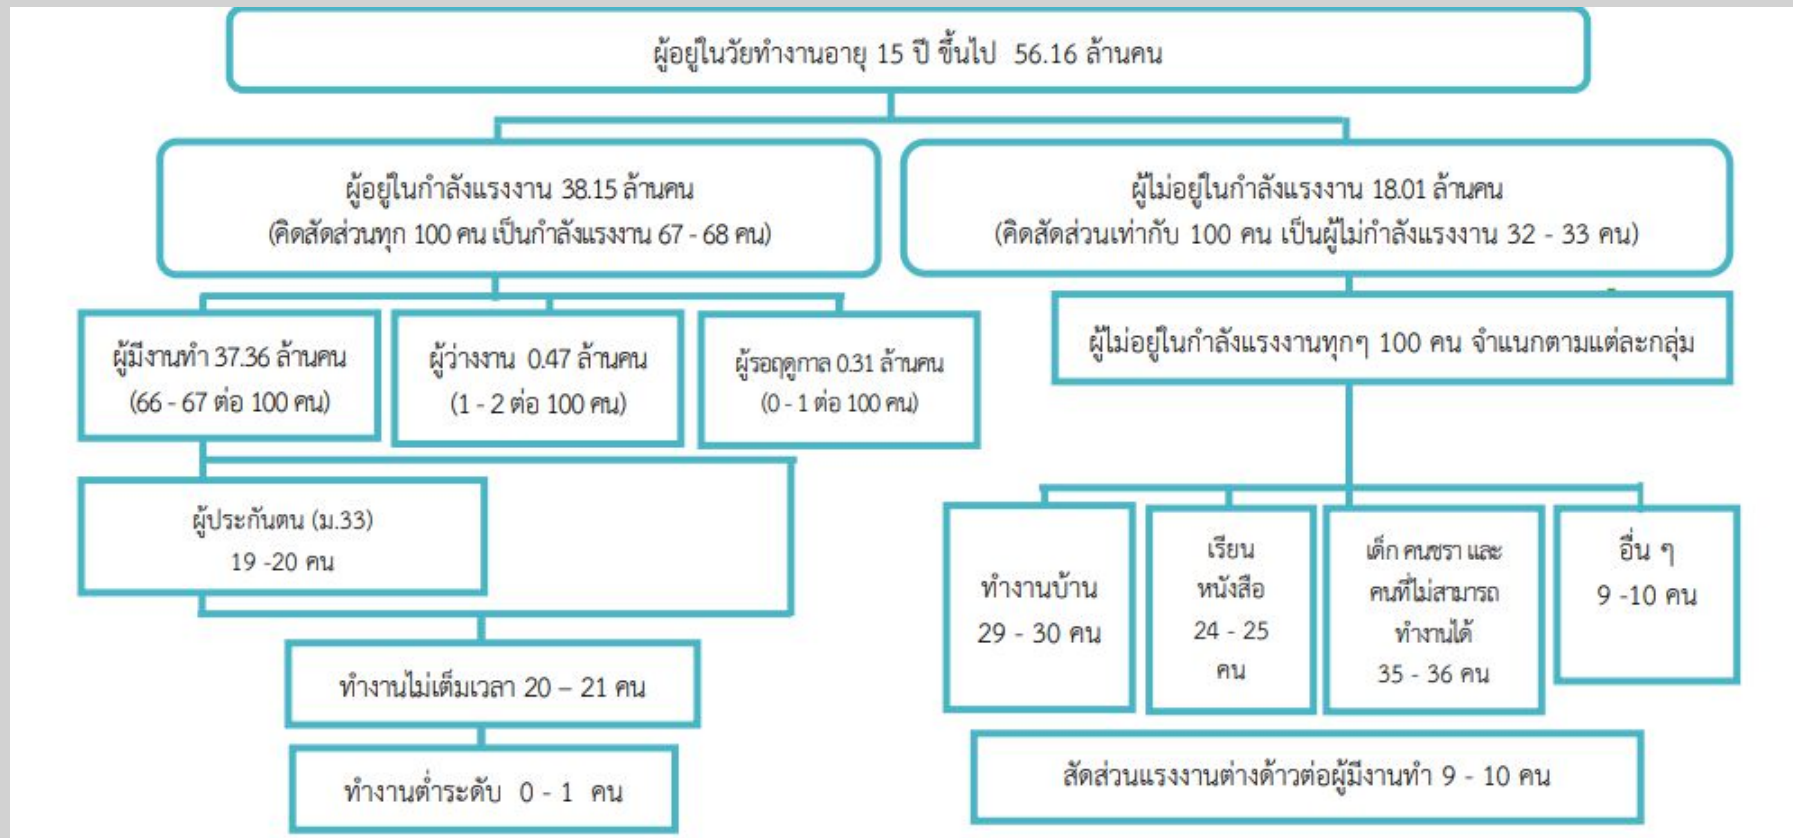 ผู้อยู่ในวัยทำงานอายุ 15 ปี ขึ้นไป 56.16 ล้านคน
ผู้อยู่ในกำลังแรงงาน 38.15 ล้านคน
(คิดสัดส่วนทุก 100 คน เป็นกำลังแรงงาน 67 - 68 คน)
ผู้ไม่อยู่ในกำลังแรงงาน 18.01 ล้านคน
(คิดสัดส่วนเท่ากับ 100 คน เป็นผู้ไม่กำลังแรงงาน 32 - 33 คน)
ผู้มีงานทำ 37.36 ล้านคน
(66 - 67 ต่อ 100 คน)
ผู้ว่างงาน 0.47 ล้านคน
(1 - 2 ต่อ 100 คน)
ผู้รอฤดูกาล 0.31 ล้านคน
(0 - 1 ต่อ 100 คน)
ผู้ไม่อยู่ในกำลังแรงงานทุกๆ 100 คน จำแนกตามแต่ละกลุ่ม
ผู้ประกันตน (ม.33)
19 -20 คน
ทำงานไม่เต็มเวลา 20 – 21 คน
ทำงานต่ำระดับ 0 - 1 คน
ทำงานบ้าน
29 - 30 คน
เรียน
หนังสือ
24 - 25
คน
เด็ก คนชรา และ
คนที่ไม่สามารถ
ทำงานได้
35 - 36 คน
อื่น ๆ
9 -10 คน
สัดส่วนแรงงานต่างด้าวต่อผู้มีงานทำ 9 - 10 คน